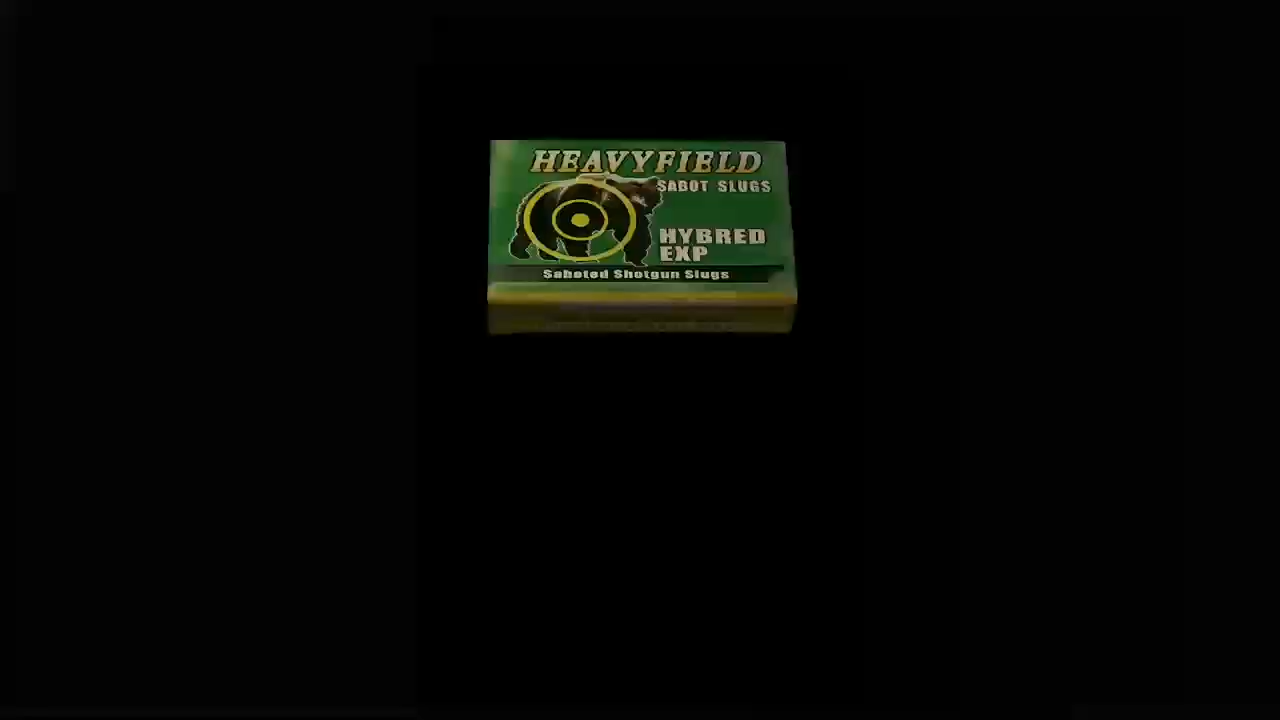 HEAVYFIELD
SABOT SLUGS
HYBRED
EXP
Saboted Shotgun Slugs